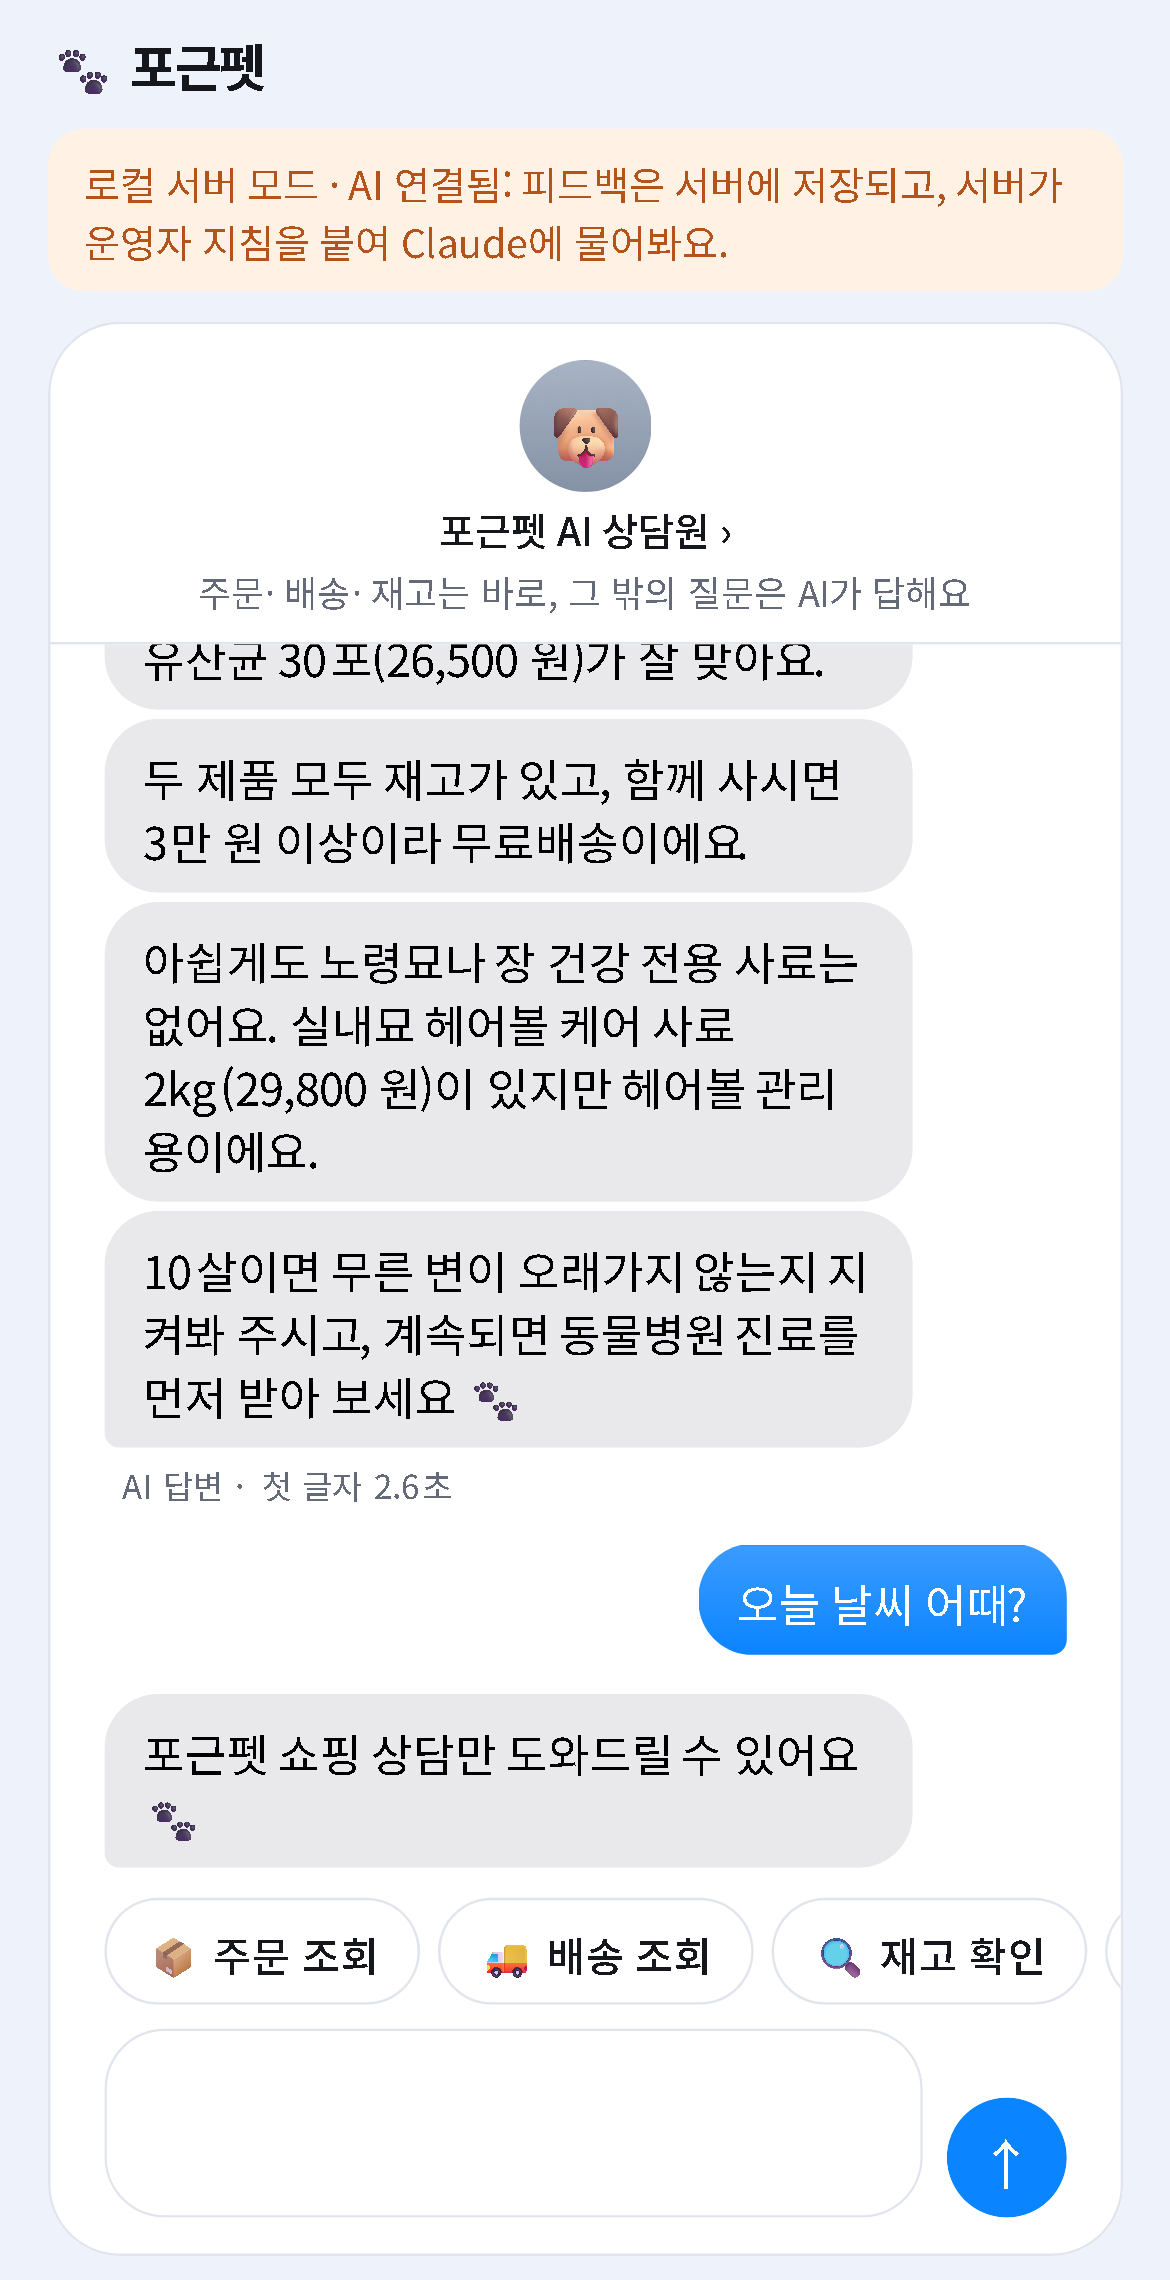 포근펫
로컬 서버 모드 · AI 연결됨: 피드백은 서버에 저장되고, 서버가
운영자 지침을 붙여 Claude에 물어봐요.
포근펫 AI 상담원 ›
주문· 배송· 재고는 바로, 그 밖의 질문은 AI가 답해요
유산균 30포(26,500 원)가 잘 맞아요.
두 제품 모두 재고가 있고, 함께 사시면
3만 원 이상이라 무료배송이에요.
아쉽게도 노령묘나 장 건강 전용 사료는
없어요. 실내묘 헤어볼 케어 사료
2kg(29,800 원)이 있지만 헤어볼 관리
용이에요.
10살이면 무른 변이 오래가지 않는지 지
켜봐 주시고, 계속되면 동물병원 진료를
먼저 받아 보세요
AI 답변 · 첫 글자 2.6초
오늘 날씨 어때?
포근펫 쇼핑 상담만 도와드릴 수 있어요
주문 조회
배송 조회
재고 확인
↑